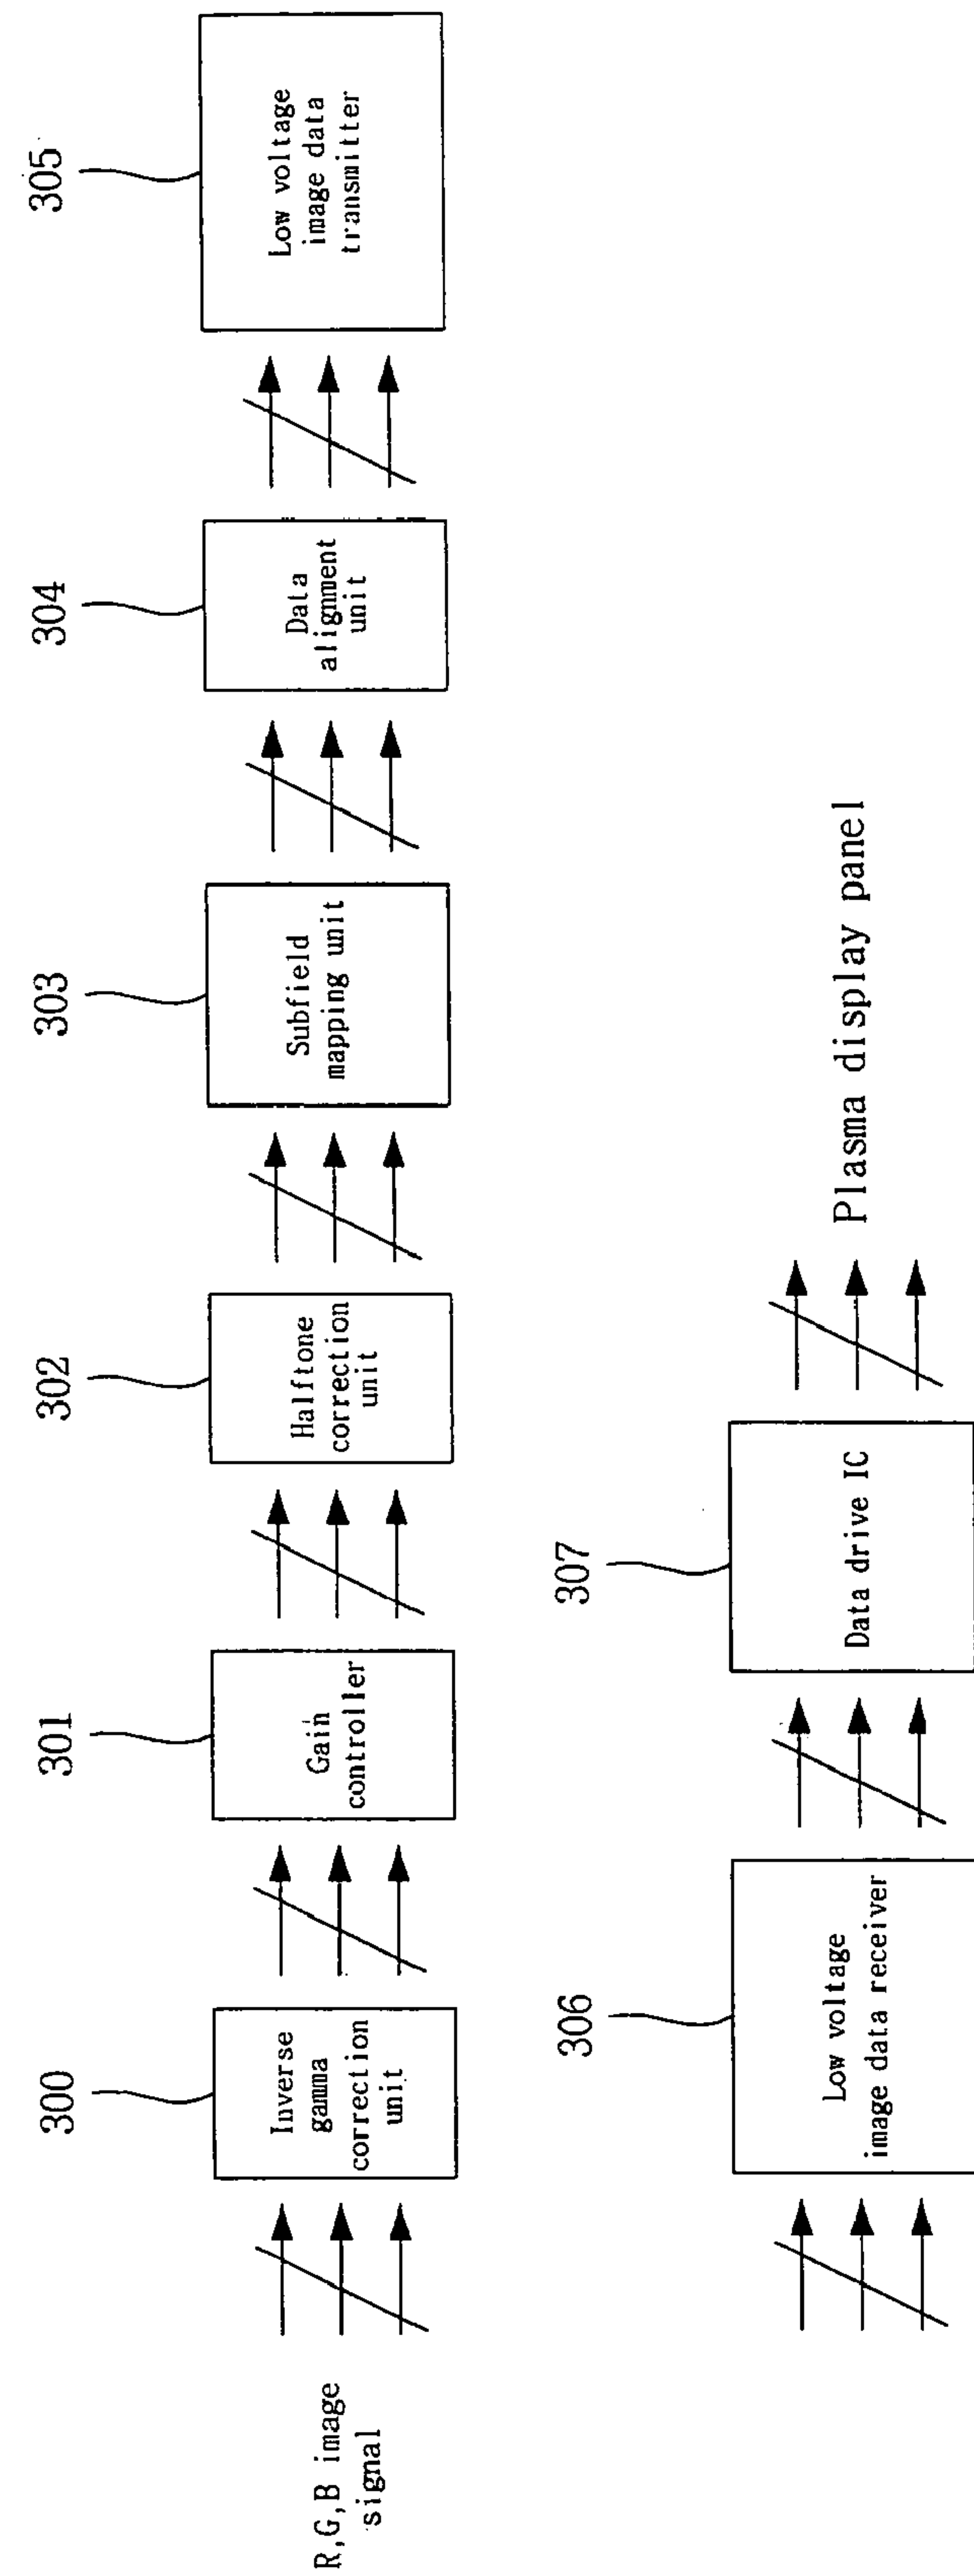 R,G,B image
signal
300
Inverse
gamma
correction
unit
301
Gain
controller
302
Halftone
correction
unit
303
Subfield
mapping unit
304
Data
alignment
unit
305
Low voltage
image data
transmitter
306
Low voltage
image data receiver
307
Data drive IC
Plasma display panel